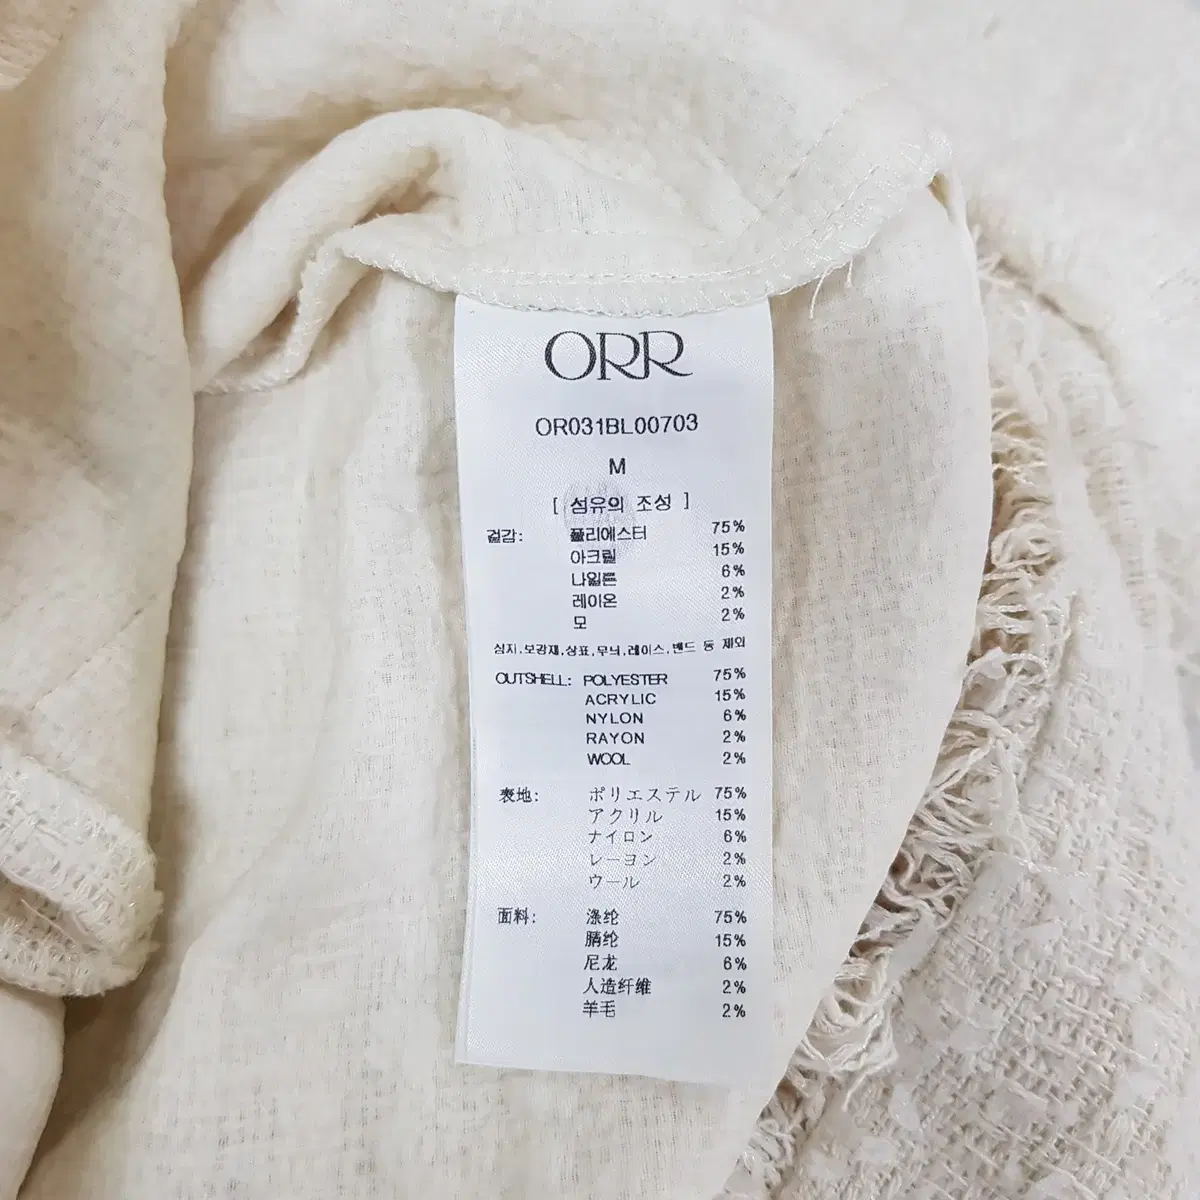 ORR
OR031BL00703
M
[ 섬유의 조성 ]
겉감: 폴리에스터 75%
아크릴 15%
나일론 6%
레이온 2%
모 2%
심지,보강재,상표,무늬,레이스,밴드 등 제외
OUTSHELL: POLYESTER 75%
ACRYLIC 15%
NYLON 6%
RAYON 2%
WOOL 2%
表地: ポリエステル 75%
アクリル 15%
ナイロン 6%
レーヨン 2%
ウール 2%
面料: 涤纶 75%
腈纶 15%
尼龙 6%
人造纤维 2%
羊毛 2%